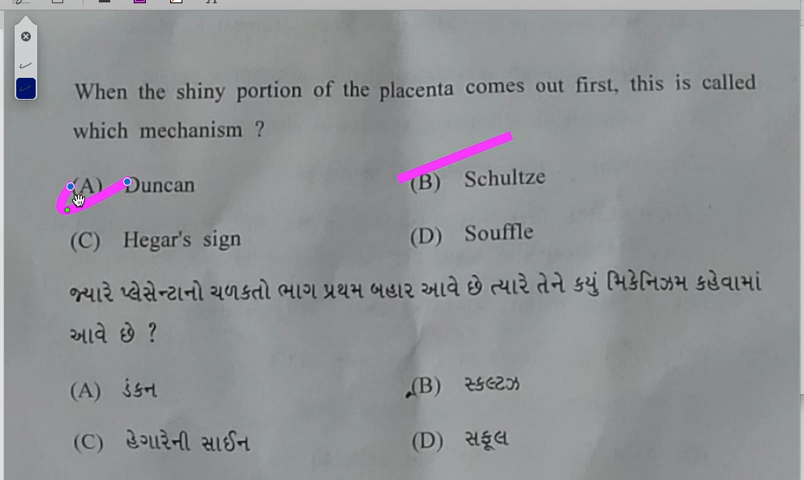 When the shiny portion of the placenta comes out first, this is called
which mechanism ?
(A) Duncan
(B) Schultze
(C) Hegar's sign
(D) Souffle
જ્યારે પ્લેસેન્ટાનો ચળકતો ભાગ પ્રથમ બહાર આવે છે ત્યારે તેને કયું મિકેનિઝમ કહેવામાં
આવે છે ?
(A) ડંકન
(B) સ્કલ્ટઝ
(C) હેગારેની સાઈન
(D) સફૂલ